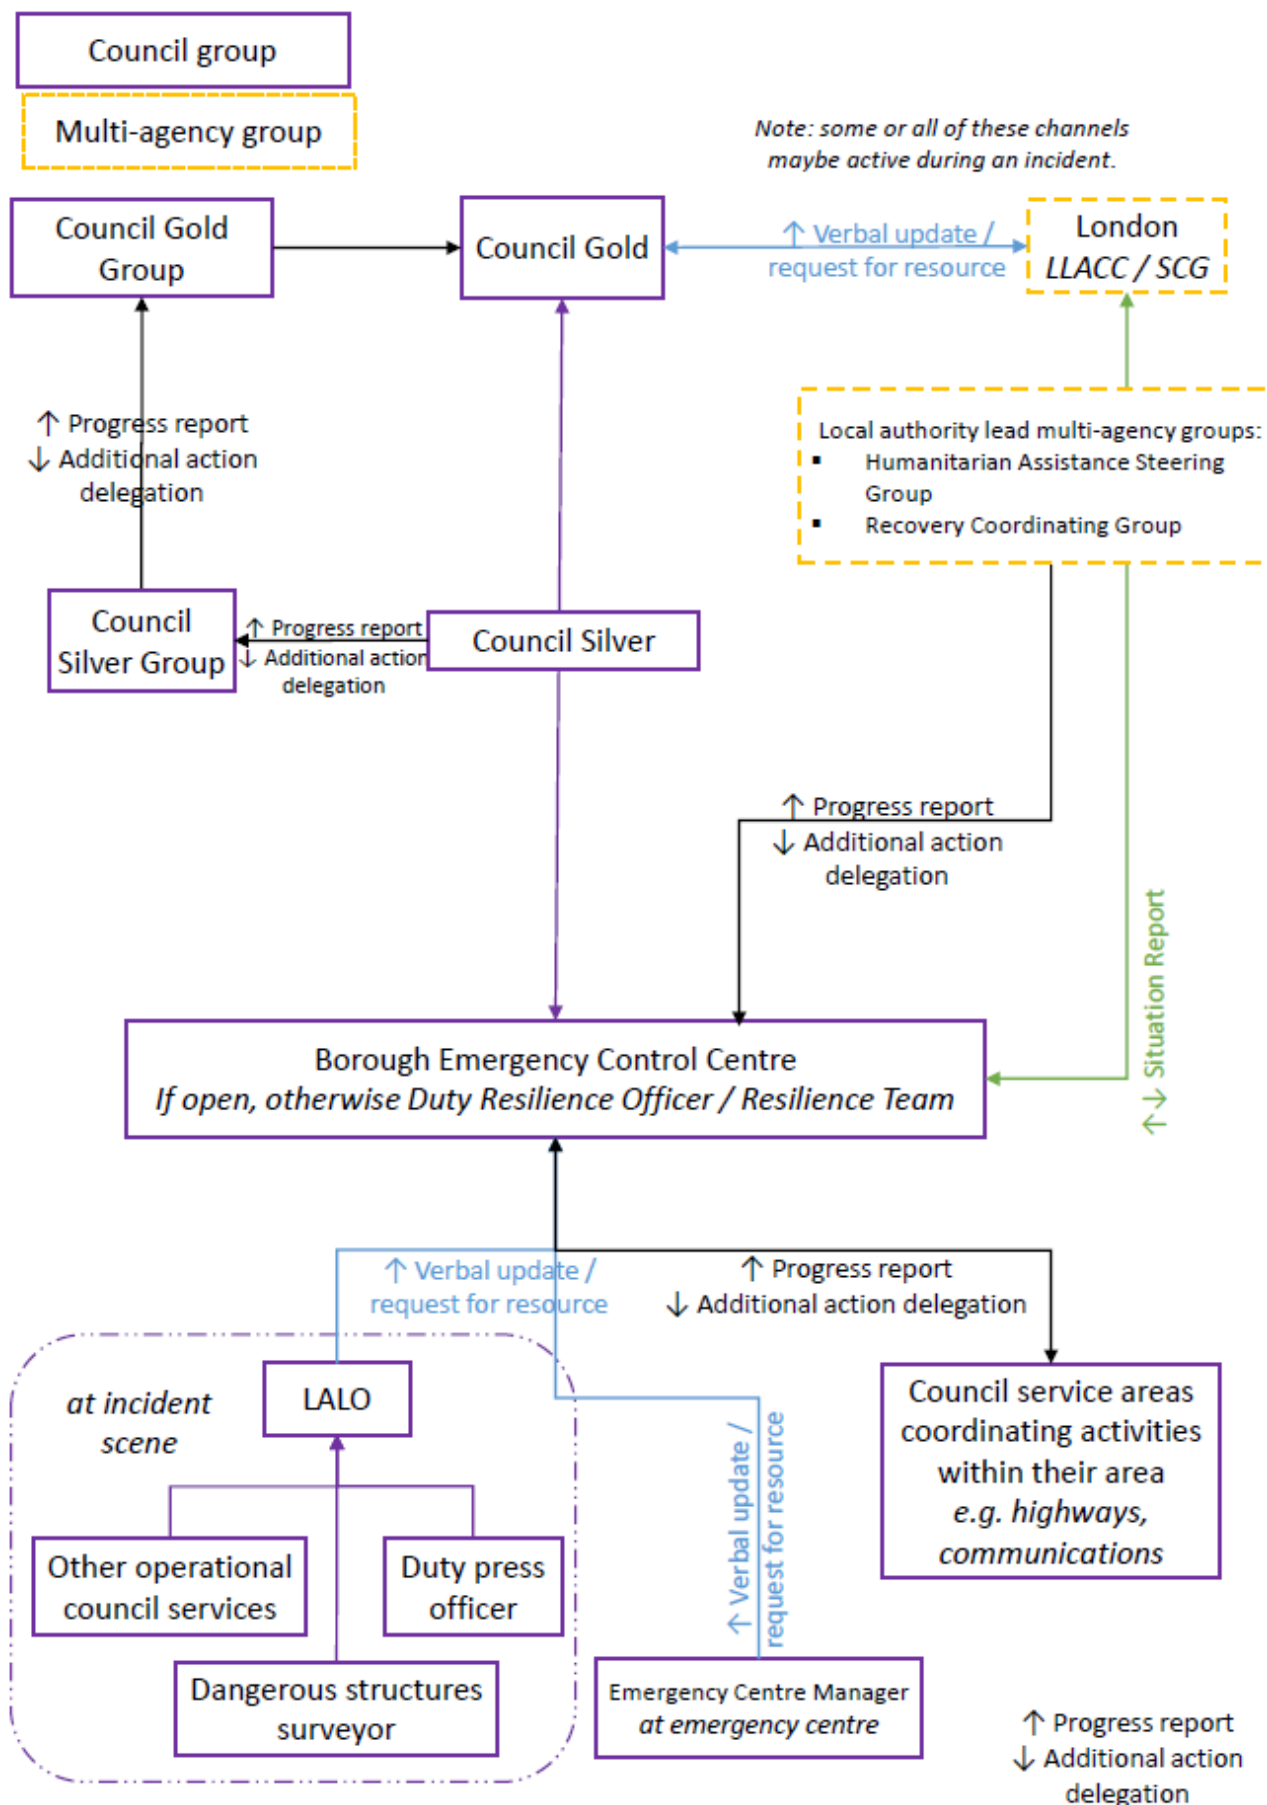 Council group
Multi-agency group
Note: some or all of these channels
maybe active during an incident.
Council Gold
Group
Council Gold
↑ Verbal update /
request for resource
London
LLACC / SCG
↑ Progress report
↓ Additional action
delegation
Local authority lead multi-agency groups:
▪ Humanitarian Assistance Steering
Group
▪ Recovery Coordinating Group
Council
Silver Group
↑ Progress report
↓ Additional action
delegation
Council Silver
↑ Progress report
↓ Additional action
delegation
↑↓ Situation Report
Borough Emergency Control Centre
If open, otherwise Duty Resilience Officer / Resilience Team
↑ Verbal update /
request for resource
↑ Progress report
↓ Additional action delegation
at incident
scene
LALO
Other operational
council services
Duty press
officer
Dangerous structures
surveyor
↑ Verbal update /
request for resource
Council service areas
coordinating activities
within their area
e.g. highways,
communications
Emergency Centre Manager
at emergency centre
↑ Progress report
↓ Additional action
delegation